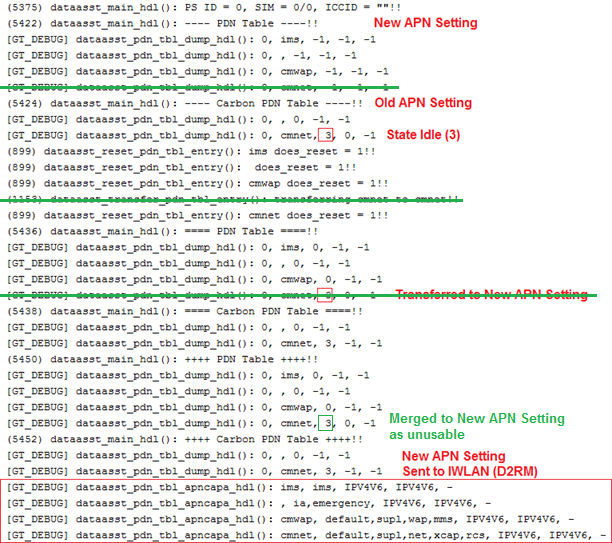 (5375) dataasst_main_hdl(): PS ID = 0, SIM = 0/0, ICCID = ""!!
(5422) dataasst_main_hdl(): ---- PDN Table ----!! New APN Setting
[GT_DEBUG] dataasst_pdn_tbl_dump_hdl(): 0, ims, -1, -1, -1
[GT_DEBUG] dataasst_pdn_tbl_dump_hdl(): 0, , -1, -1, -1
[GT_DEBUG] dataasst_pdn_tbl_dump_hdl(): 0, cmwap, -1, -1, -1
[GT_DEBUG] dataasst_pdn_tbl_dump_hdl(): 0, cmnet, -1, -1, -1
(5424) dataasst_main_hdl(): ---- Carbon PDN Table ----!! Old APN Setting
[GT_DEBUG] dataasst_pdn_tbl_dump_hdl(): 0, , 0, -1, -1
[GT_DEBUG] dataasst_pdn_tbl_dump_hdl(): 0, cmnet, 3, 0, -1 State Idle (3)
(899) dataasst_reset_pdn_tbl_entry(): ims does_reset = 1!!
(899) dataasst_reset_pdn_tbl_entry():  does_reset = 1!!
(899) dataasst_reset_pdn_tbl_entry(): cmwap does_reset = 1!!
(1153) dataasst_transfer_pdn_tbl_entry(): transferring cmnet to cmnet!!
(899) dataasst_reset_pdn_tbl_entry(): cmnet does_reset = 1!!
(5436) dataasst_main_hdl(): ==== PDN Table ====!!
[GT_DEBUG] dataasst_pdn_tbl_dump_hdl(): 0, ims, 0, -1, -1
[GT_DEBUG] dataasst_pdn_tbl_dump_hdl(): 0, , 0, -1, -1
[GT_DEBUG] dataasst_pdn_tbl_dump_hdl(): 0, cmwap, 0, -1, -1
[GT_DEBUG] dataasst_pdn_tbl_dump_hdl(): 0, cmnet, 0, -1 Transferred to New APN Setting
(5438) dataasst_main_hdl(): ==== Carbon PDN Table ====!!
[GT_DEBUG] dataasst_pdn_tbl_dump_hdl(): 0, , 0, -1, -1
[GT_DEBUG] dataasst_pdn_tbl_dump_hdl(): 0, cmnet, 3, -1, -1
(5450) dataasst_main_hdl(): ++++ PDN Table ++++!!
[GT_DEBUG] dataasst_pdn_tbl_dump_hdl(): 0, ims, 0, -1, -1
[GT_DEBUG] dataasst_pdn_tbl_dump_hdl(): 0, , 0, -1, -1
[GT_DEBUG] dataasst_pdn_tbl_dump_hdl(): 0, cmwap, 0, -1, -1
[GT_DEBUG] dataasst_pdn_tbl_dump_hdl(): 0, cmnet, 3, 0, -1 Merged to New APN Setting
(5452) dataasst_main_hdl(): ++++ Carbon PDN Table ++++!! as unusable
[GT_DEBUG] dataasst_pdn_tbl_dump_hdl(): 0, , 0, -1, -1 New APN Setting
[GT_DEBUG] dataasst_pdn_tbl_dump_hdl(): 0, cmnet, 3, -1, -1 Sent to IWLAN (D2RM)
[GT_DEBUG] dataasst_pdn_tbl_apncapa_hdl(): ims, ims, IPV4V6, IPV4V6, -
[GT_DEBUG] dataasst_pdn_tbl_apncapa_hdl(): , ia,emergency, IPV4V6, IPV4V6, -
[GT_DEBUG] dataasst_pdn_tbl_apncapa_hdl(): cmwap, default,supl,wap,mms, IPV4V6, IPV4V6, -
[GT_DEBUG] dataasst_pdn_tbl_apncapa_hdl(): cmnet, default,supl,net,xcap,rcs, IPV4V6, IPV4V6, -